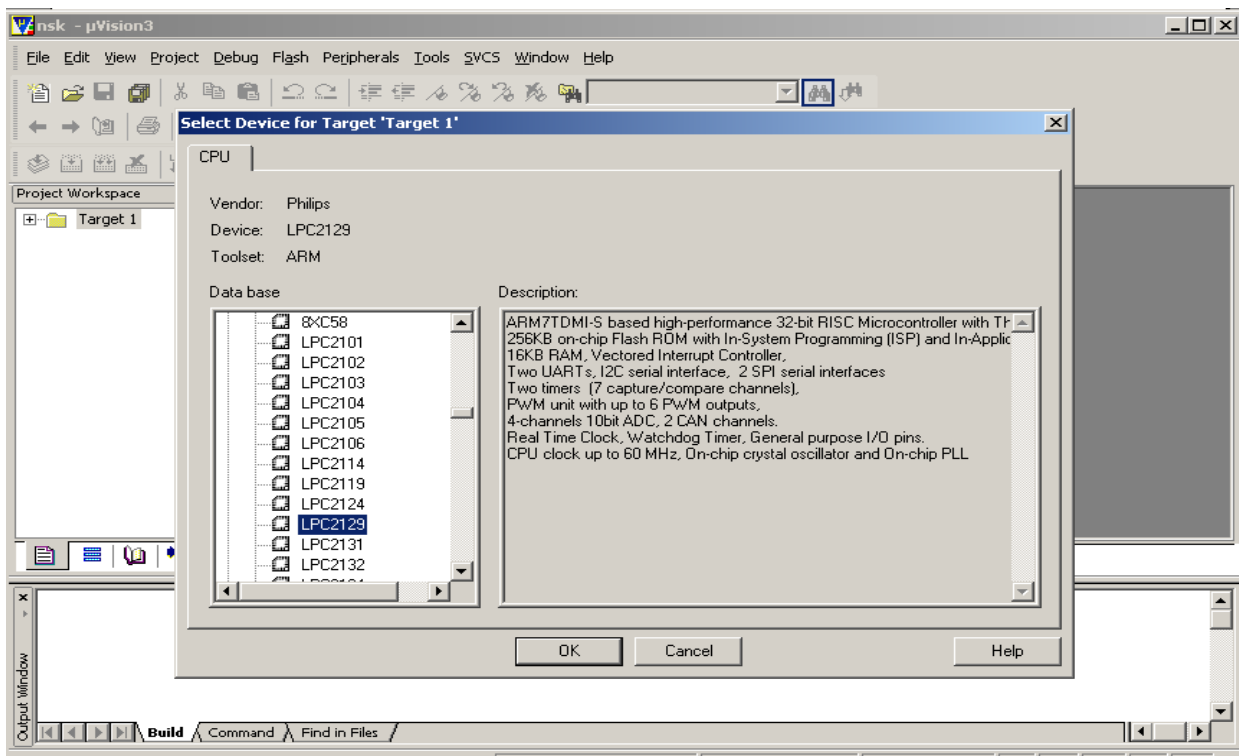 nsk - µVision3
File Edit View Project Debug Flash Peripherals Tools SVCS Window Help
Select Device for Target 'Target 1'
CPU
Project Workspace
Target 1
Vendor: Philips
Device: LPC2129
Toolset: ARM
Data base
Description:
8XC58
LPC2101
LPC2102
LPC2103
LPC2104
LPC2105
LPC2106
LPC2114
LPC2119
LPC2124
LPC2129
LPC2131
LPC2132
ARM7TDMI-S based high-performance 32-bit RISC Microcontroller with Th
256KB on-chip Flash ROM with In-System Programming (ISP) and In-Applic
16KB RAM, Vectored Interrupt Controller,
Two UARTs, I2C serial interface, 2 SPI serial interfaces
Two timers (7 capture/compare channels),
PWM unit with up to 6 PWM outputs,
4-channels 10bit ADC, 2 CAN channels.
Real Time Clock, Watchdog Timer, General purpose I/O pins.
CPU clock up to 60 MHz, On-chip crystal oscillator and On-chip PLL
OK Cancel Help
Output Window
Build Command Find in Files